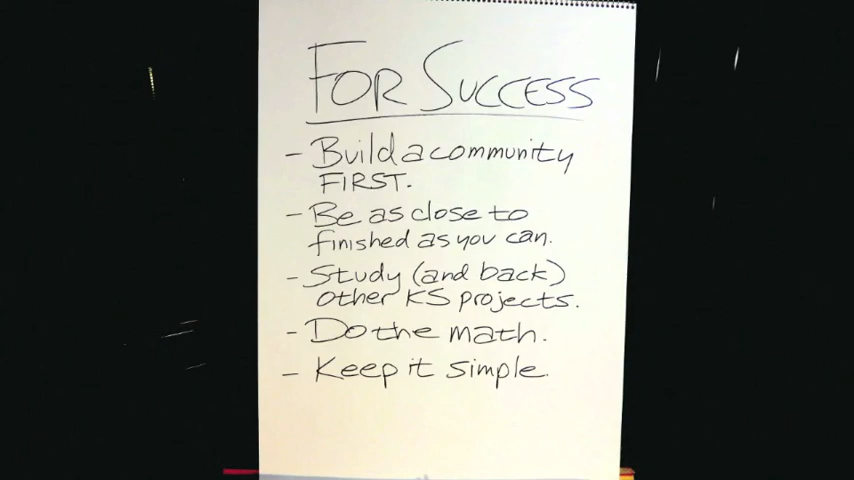 FOR SUCCESS
- Build a community
FIRST.
- Be as close to
finished as you can.
- Study (and back)
other KS projects.
- Do the math.
- Keep it simple.